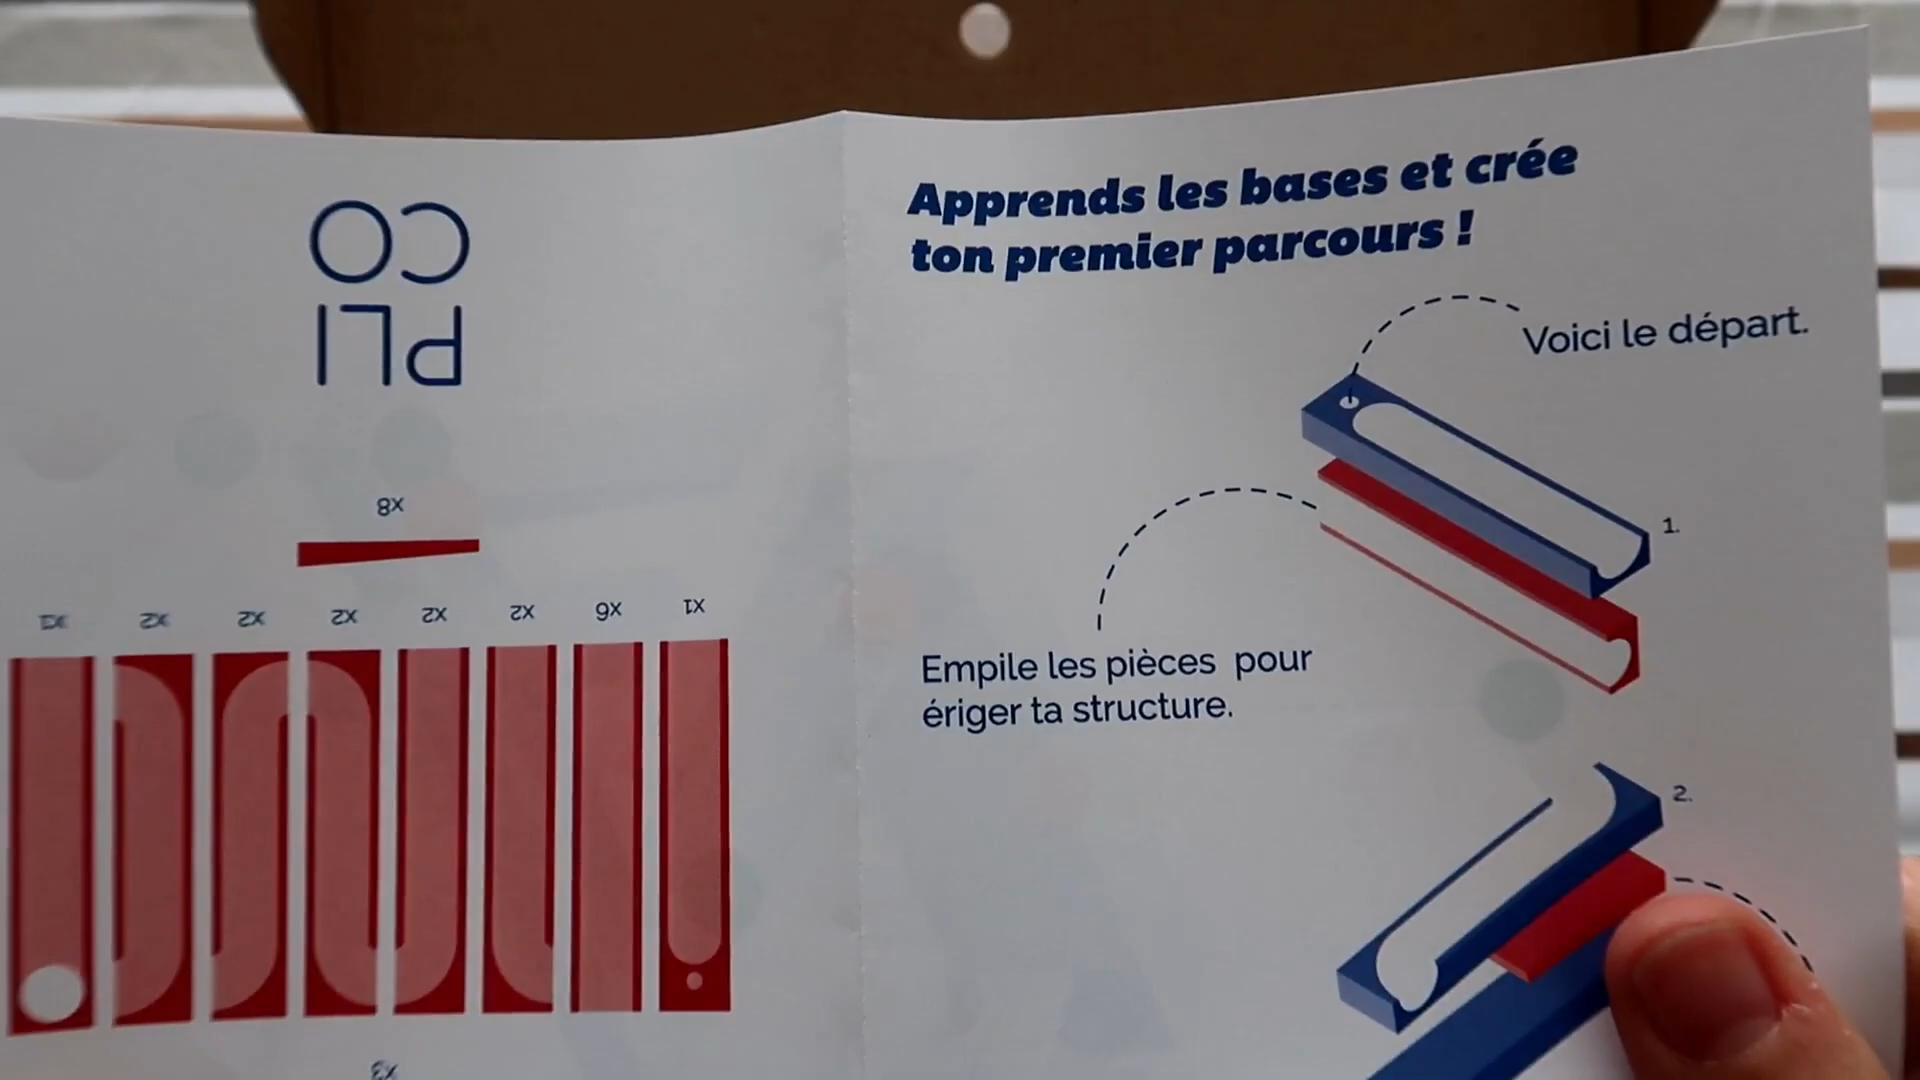 x3
x1 x6 x2 x2 x2 x2 x2
x8
PLI
CO
Apprends les bases et crée
ton premier parcours !
Voici le départ.
1.
Empile les pièces pour
ériger ta structure.
2.